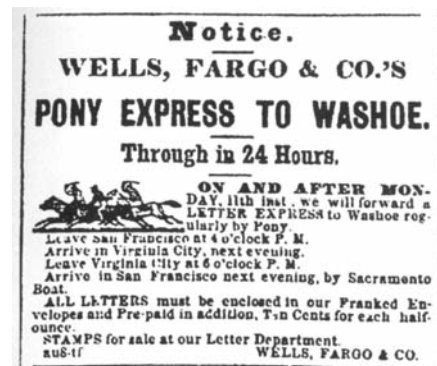 Notice.
WELLS, FARGO & CO.'S
PONY EXPRESS TO WASHOE.
Through in 24 Hours.
ON AND AFTER MON-
DAY, 11th inst., we will forward a
LETTER EXPRESS to Washoe reg-
ularly by Pony.
Leave San Francisco at 4 o'clock P. M.
Arrive in Virginia City, next evening.
Leave Virginia City at 6 o'clock P. M.
Arrive in San Francisco next evening, by Sacramento
Boat.
ALL LETTERS must be enclosed in our Franked En-
velopes and Pre-paid in addition, Ten Cents for each half-
ounce.
STAMPS for sale at our Letter Department.
au8-tf WELLS, FARGO & CO.